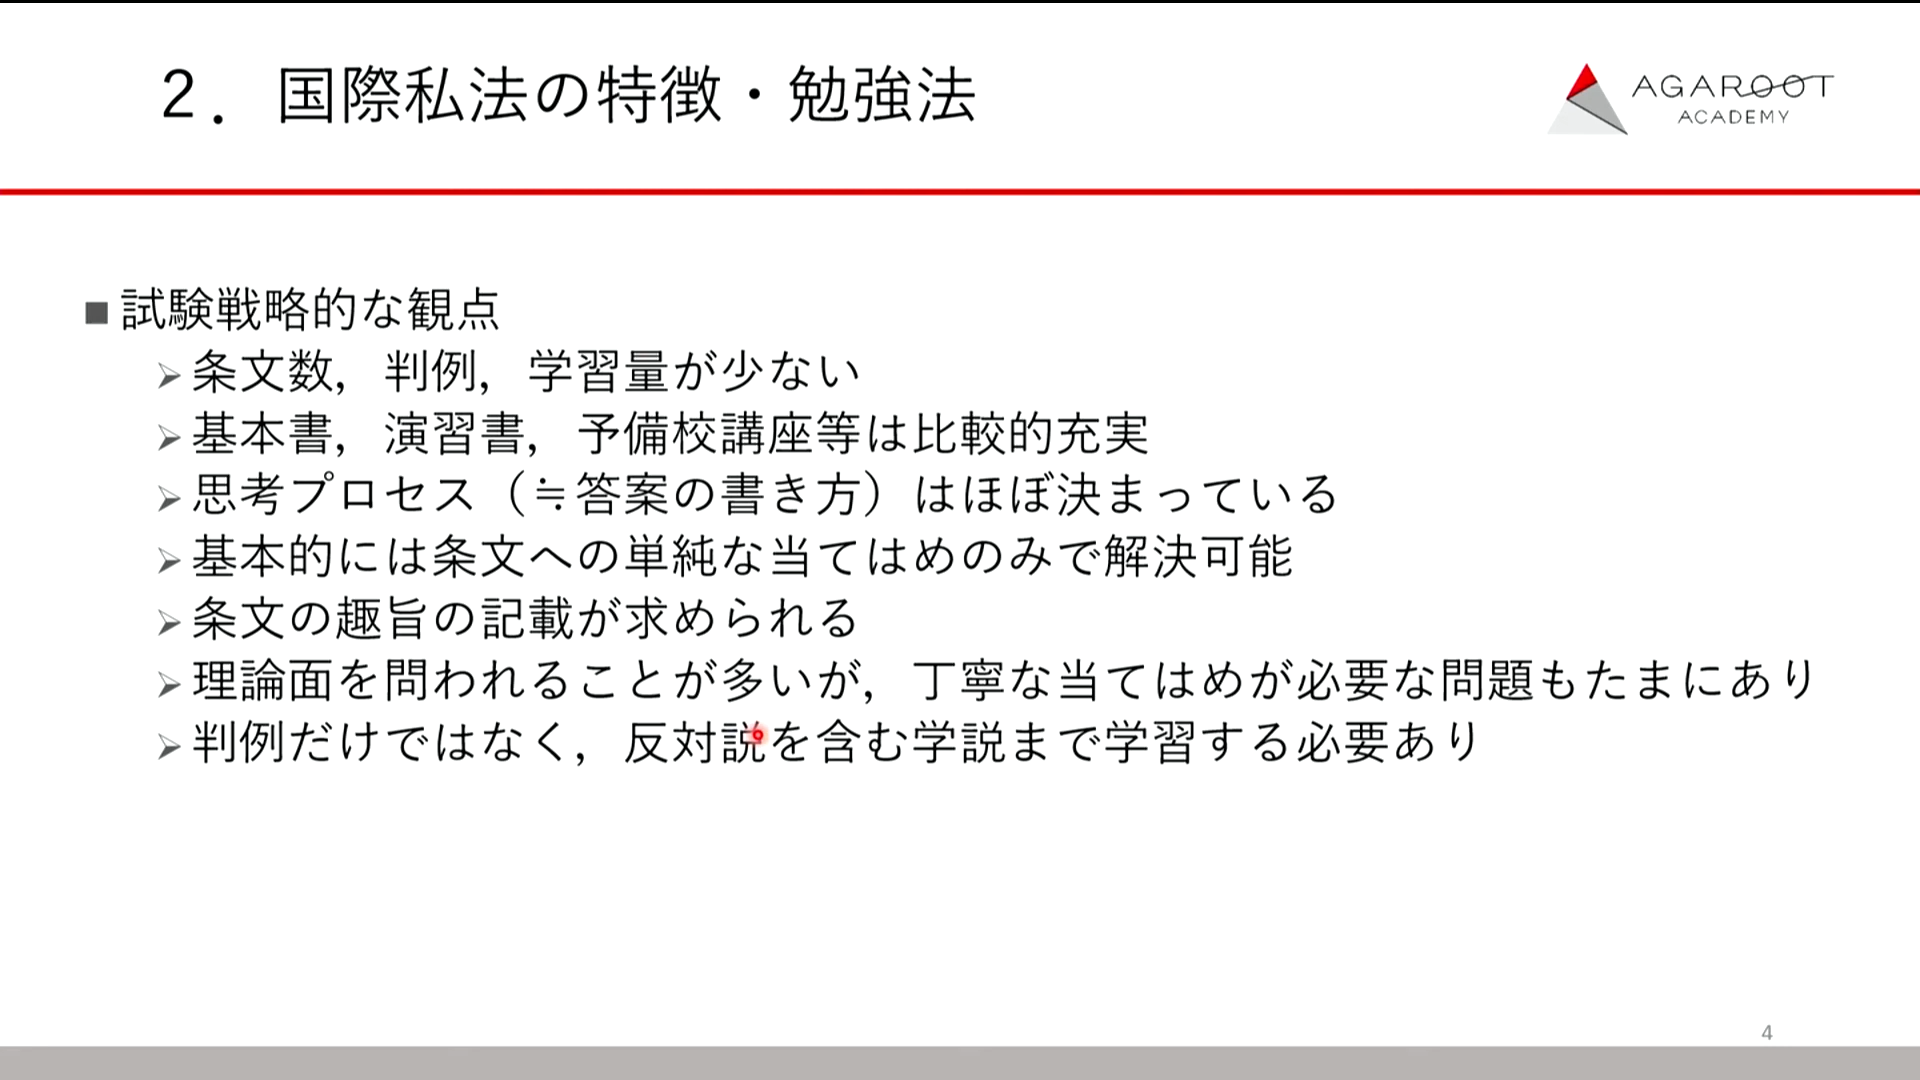 2．国際私法の特徴・勉強法
AGAROOT
ACADEMY
■試験戦略的な観点
➢条文数，判例，学習量が少ない
➢基本書，演習書，予備校講座等は比較的充実
➢思考プロセス（≒答案の書き方）はほぼ決まっている
➢基本的には条文への単純な当てはめのみで解決可能
➢条文の趣旨の記載が求められる
➢理論面を問われることが多いが，丁寧な当てはめが必要な問題もたまにあり
➢判例だけではなく，反対説を含む学説まで学習する必要あり
4